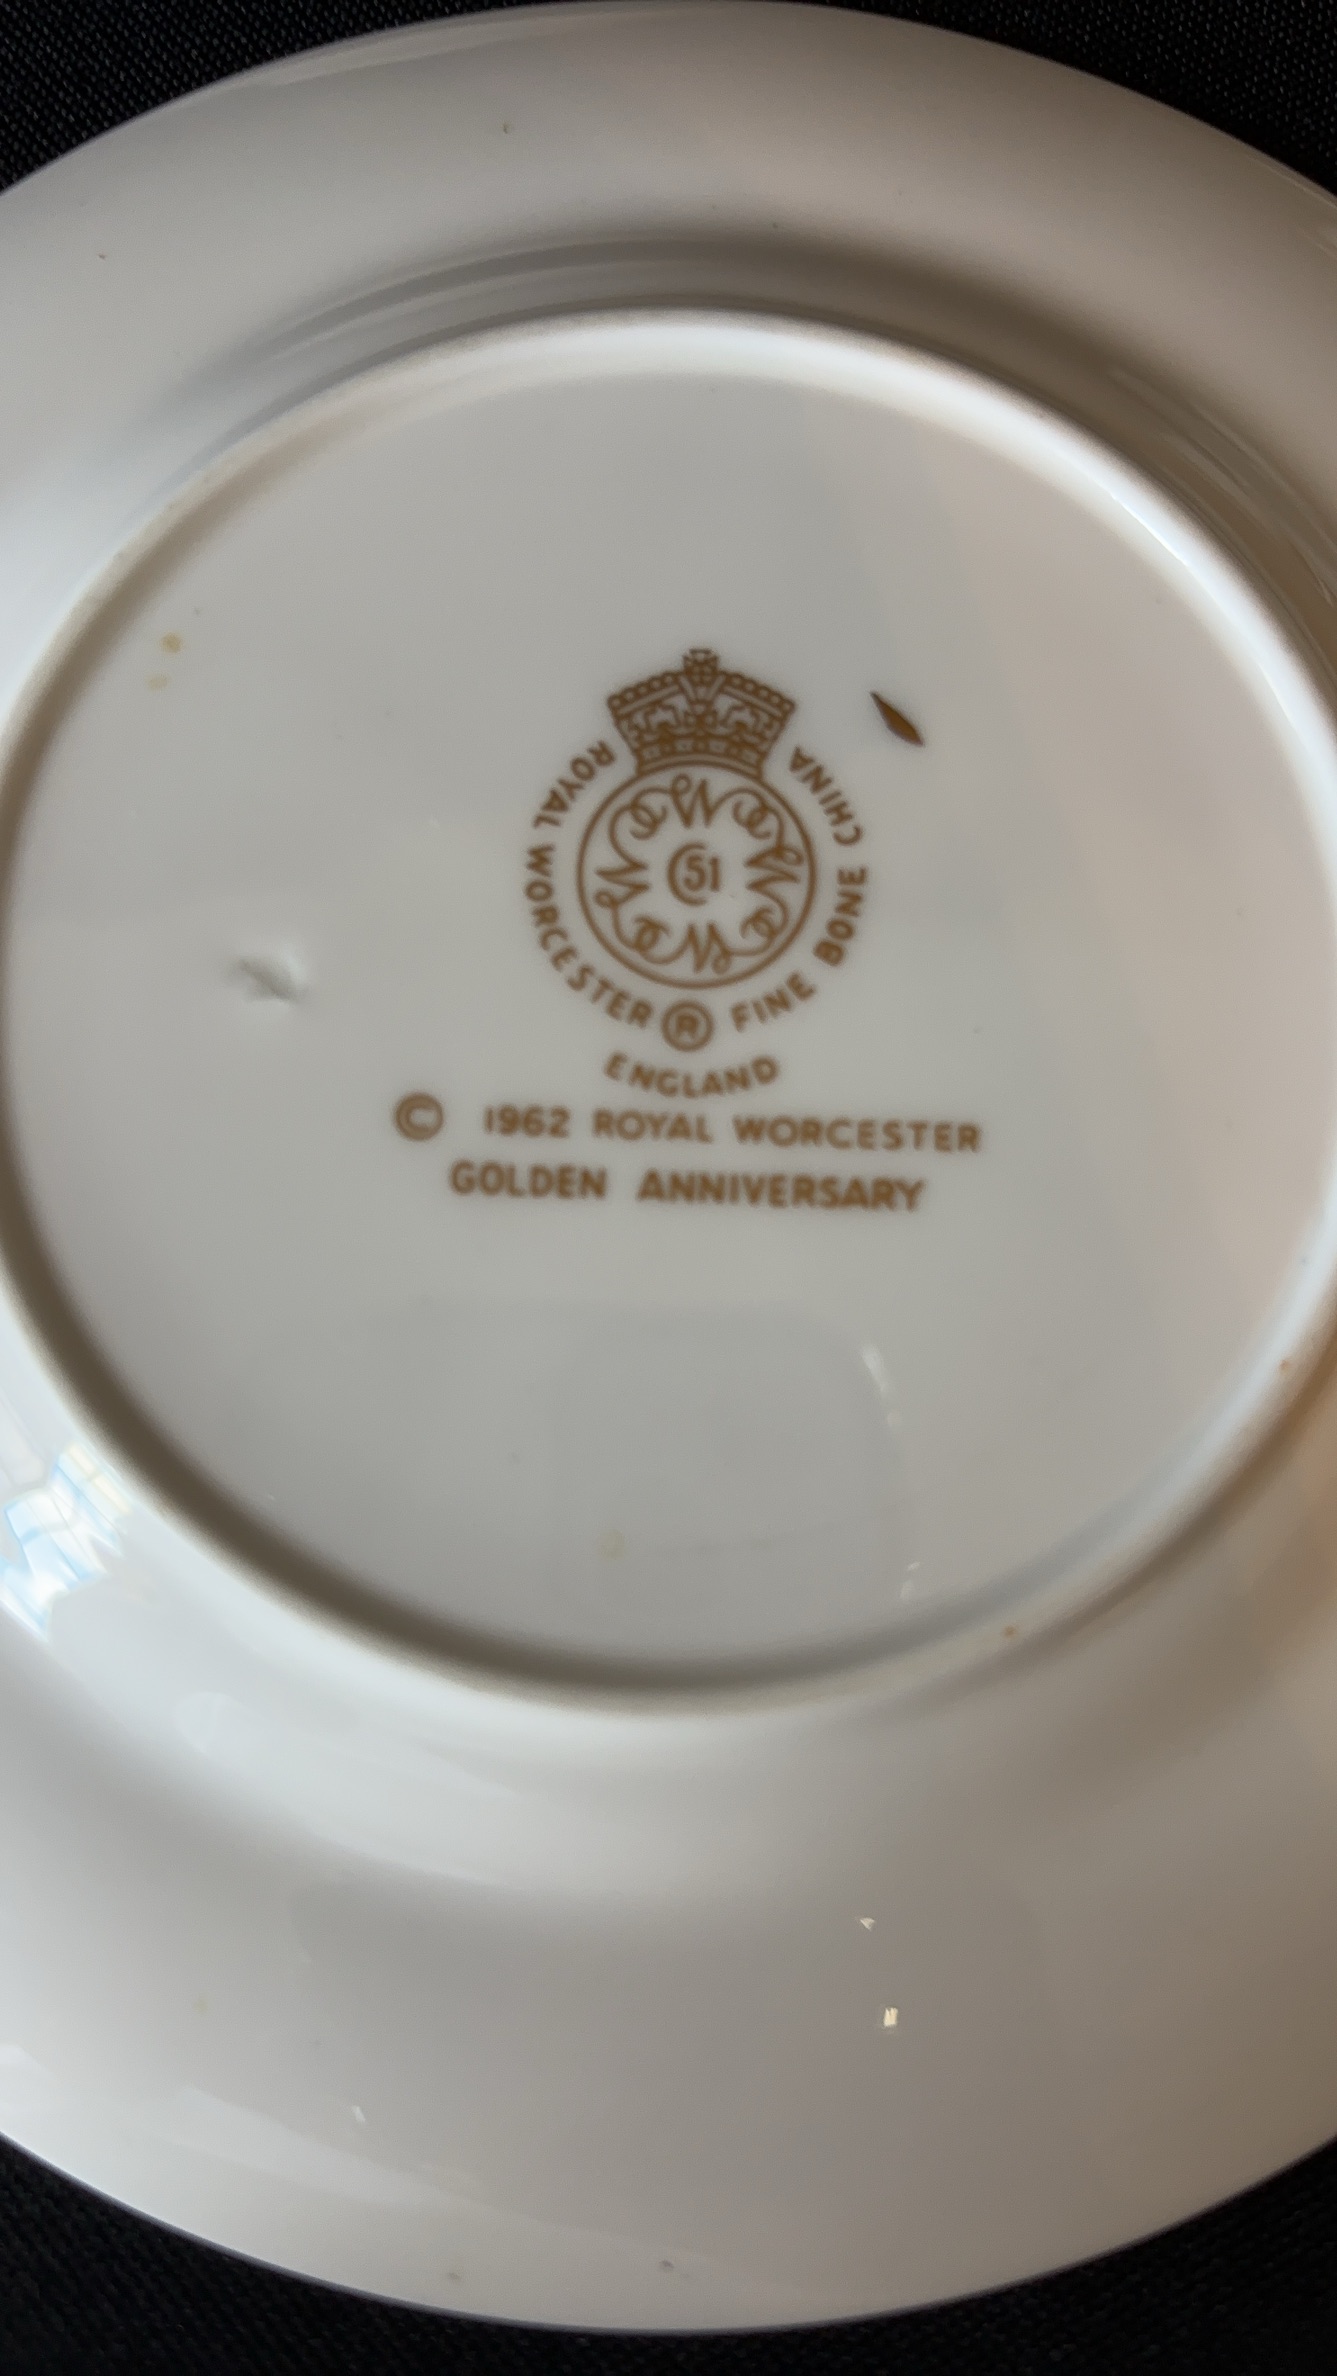 ROYAL WORCESTER ® FINE BONE CHINA
51
ENGLAND
© 1962 ROYAL WORCESTER
GOLDEN ANNIVERSARY